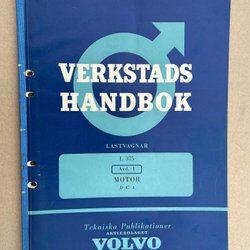 VERKSTADS
HANDBOK
LASTVAGNAR
L 375
Avd. 1
MOTOR
D C 1
Tekniska Publikationer
AKTIEBOLAGET
VOLVO